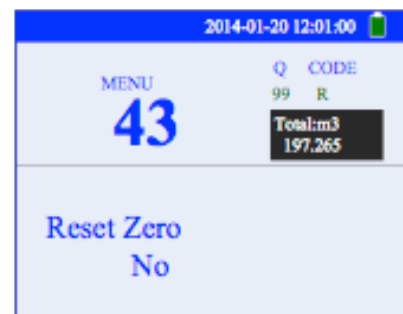 2014-01-20 12:01:00
MENU
43
Q CODE
99 R
Total:m3
197.265
Reset Zero
No